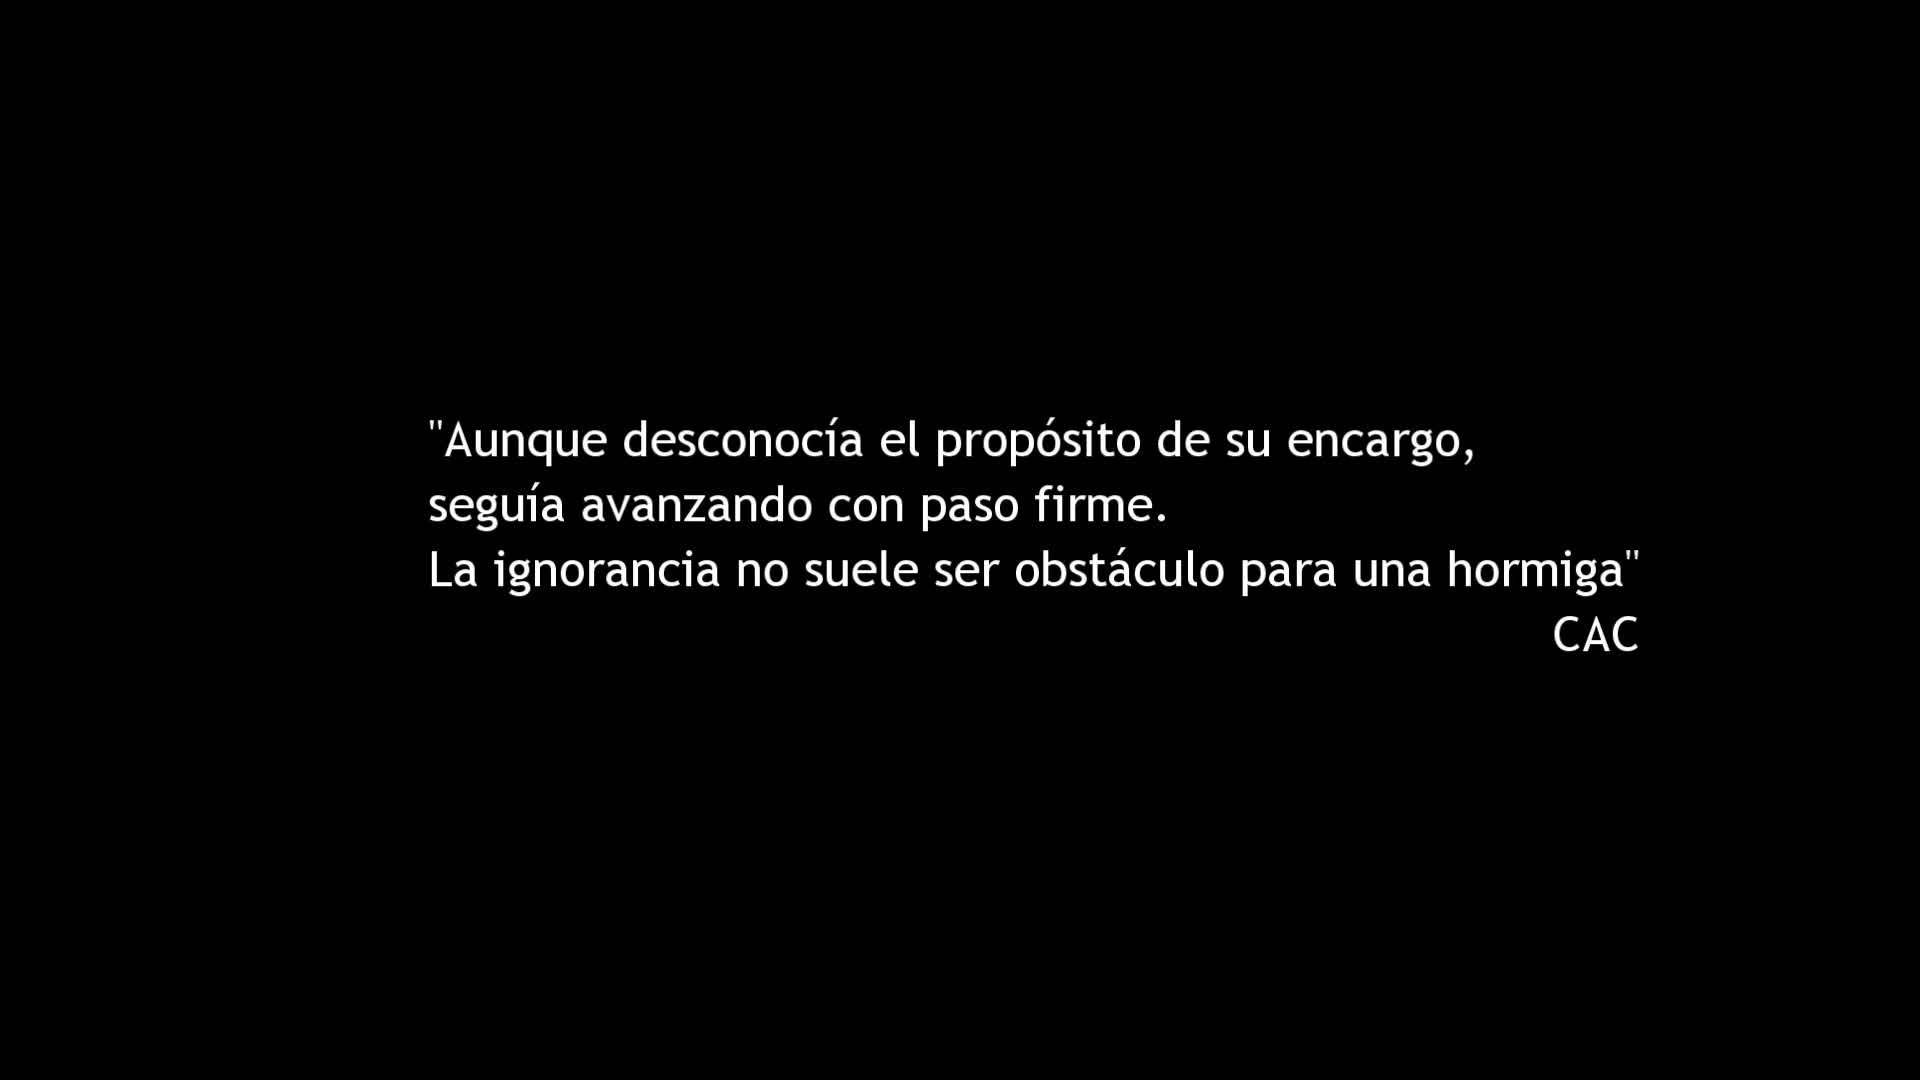 "Aunque desconocía el propósito de su encargo,
seguía avanzando con paso firme.
La ignorancia no suele ser obstáculo para una hormiga"
CAC